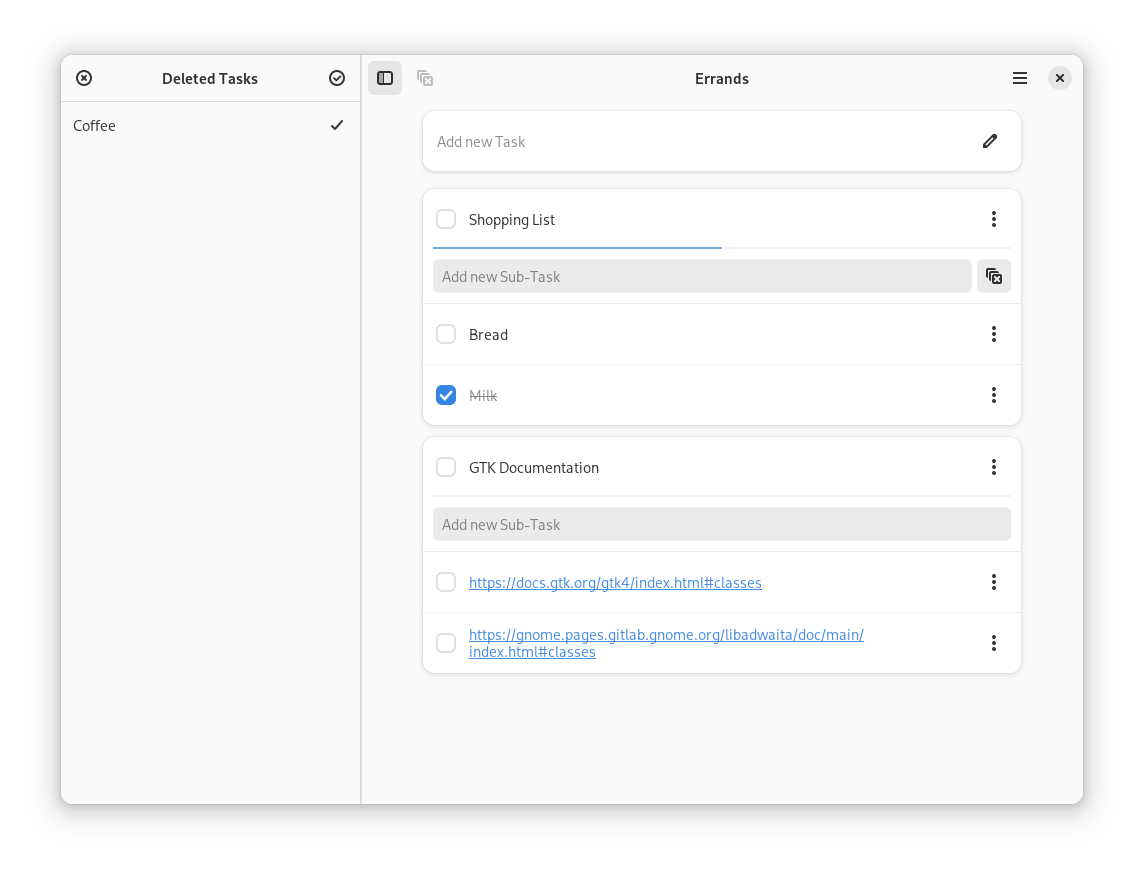 Deleted Tasks
Coffee
Errands
Add new Task
Shopping List
Add new Sub-Task
Bread
Milk
GTK Documentation
Add new Sub-Task
https://docs.gtk.org/gtk4/index.html#classes
https://gnome.pages.gitlab.gnome.org/libadwaita/doc/main/
index.html#classes